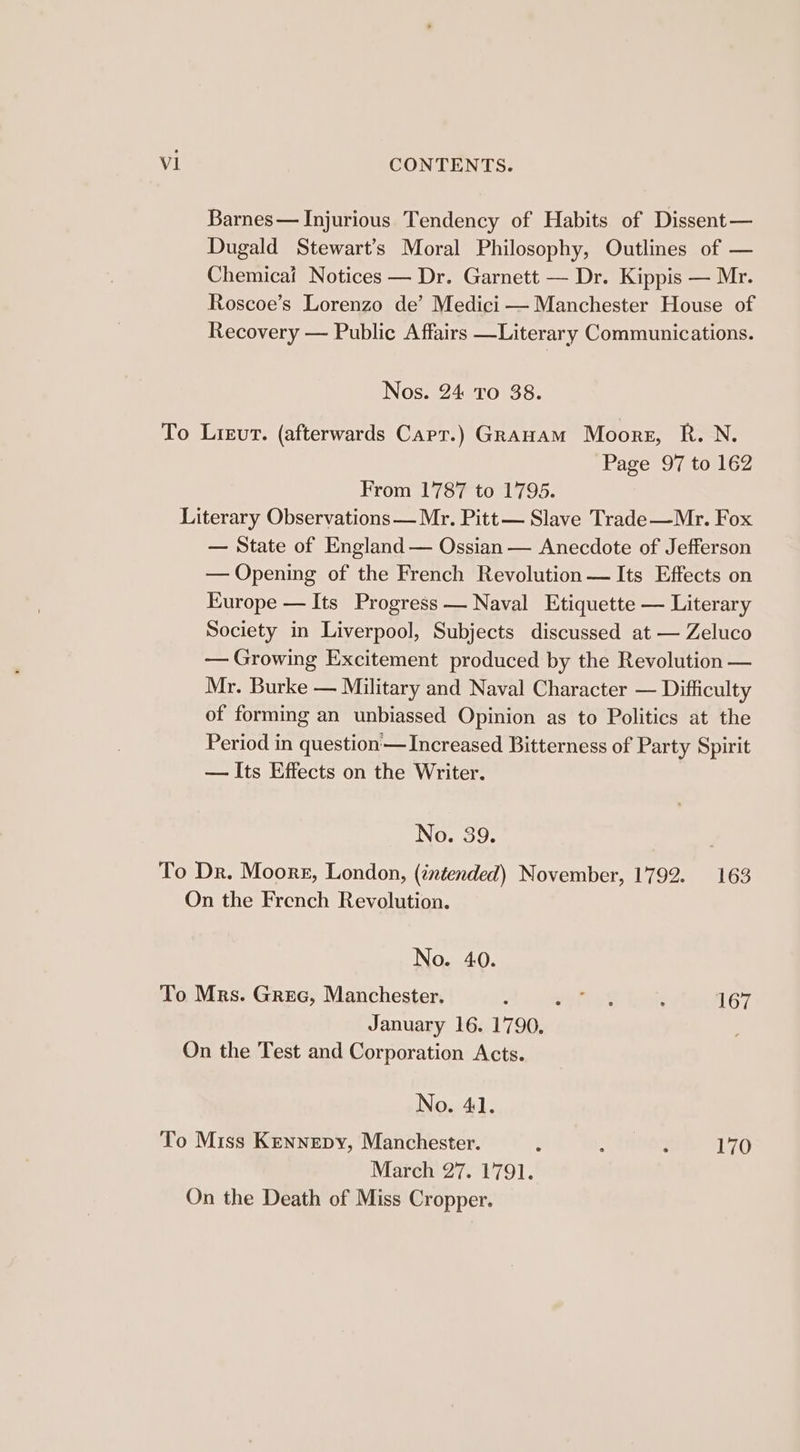 vi CONTENTS.
Barnes — Injurious Tendency of Habits of Dissent —
Dugald Stewart's Moral Philosophy, Outlines of —
Chemical Notices — Dr. Garnett — Dr. Kippis — Mr.
Roscoe's Lorenzo de' Medici — Manchester House of
Recovery — Public Affairs — Literary Communications.
Nos. 24 to 38.
To Lieut. (afterwards Capt.) Graham Moore, R. N.
Page 97 to 162
From 1787 to 1795.
Literary Observations — Mr. Pitt — Slave Trade — Mr. Fox
— State of England — Ossian — Anecdote of Jefferson
— Opening of the French Revolution — Its Effects on
Europe — Its Progress — Naval Etiquette — Literary
Society in Liverpool, Subjects discussed at — Zeluco
— Growing Excitement produced by the Revolution —
Mr. Burke — Military and Naval Character — Difficulty
of forming an unbiassed Opinion as to Politics at the
Period in question — Increased Bitterness of Party Spirit
— Its Effects on the Writer.
No. 39.
To Dr. Moore, London, (intended) November, 1792. 163
On the French Revolution.
No. 40.
To Mrs. Greg, Manchester. . . . . 167
January 16. 1790.
On the Test and Corporation Acts.
No. 41.
To Miss Kennedy, Manchester. . . . 170
March 27. 1791.
On the Death of Miss Cropper.